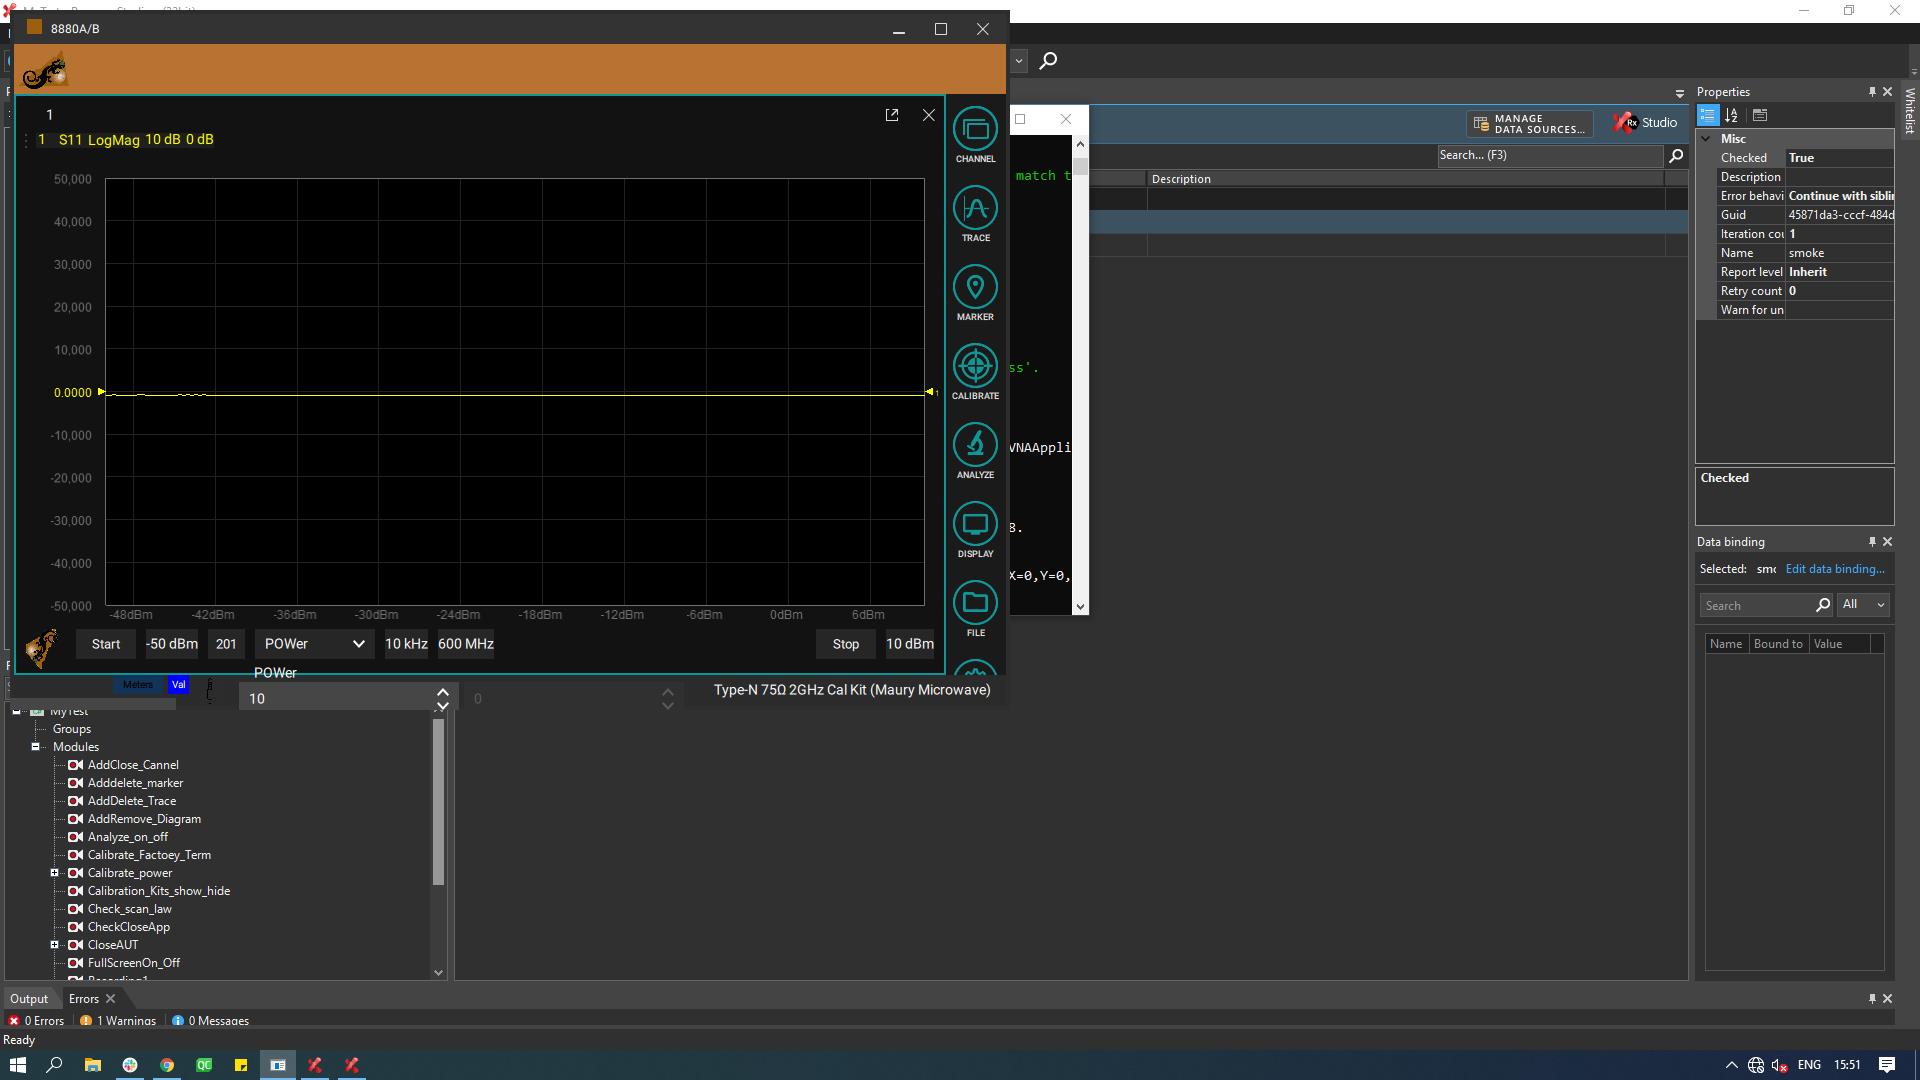 8880A/B
1
1 S11 LogMag 10 dB 0 dB
50,000
40,000
30,000
20,000
10,000
0.0000
-10,000
-20,000
-30,000
-40,000
-50,000
-48dBm -42dBm -36dBm -30dBm -24dBm -18dBm -12dBm -6dBm 0dBm 6dBm
Start -50 dBm 201 POWer 10 kHz 600 MHz Stop 10 dBm
CHANNEL
TRACE
MARKER
CALIBRATE
ANALYZE
DISPLAY
FILE
POWer
Meters Val
10
0
Type-N 75Ω 2GHz Cal Kit (Maury Microwave)
match t
ss'.
VNAAppli
8.
X=0,Y=0,
MANAGE
DATA SOURCES...
Rx Studio
Search... (F3)
Description
Properties
Whitelist
Misc
Checked True
Description
Error behavi Continue with siblin
Guid 45871da3-cccf-484d
Iteration cou 1
Name smoke
Report level Inherit
Retry count 0
Warn for un
Checked
Data binding
Selected: smo Edit data binding...
Search All
Name Bound to Value
MyTest
Groups
Modules
AddClose_Cannel
Adddelete_marker
AddDelete_Trace
AddRemove_Diagram
Analyze_on_off
Calibrate_Factoey_Term
Calibrate_power
Calibration_Kits_show_hide
Check_scan_law
CheckCloseApp
CloseAUT
FullScreenOn_Off
Recording1
Output Errors
0 Errors 1 Warnings 0 Messages
Ready
QC
ENG 15:51